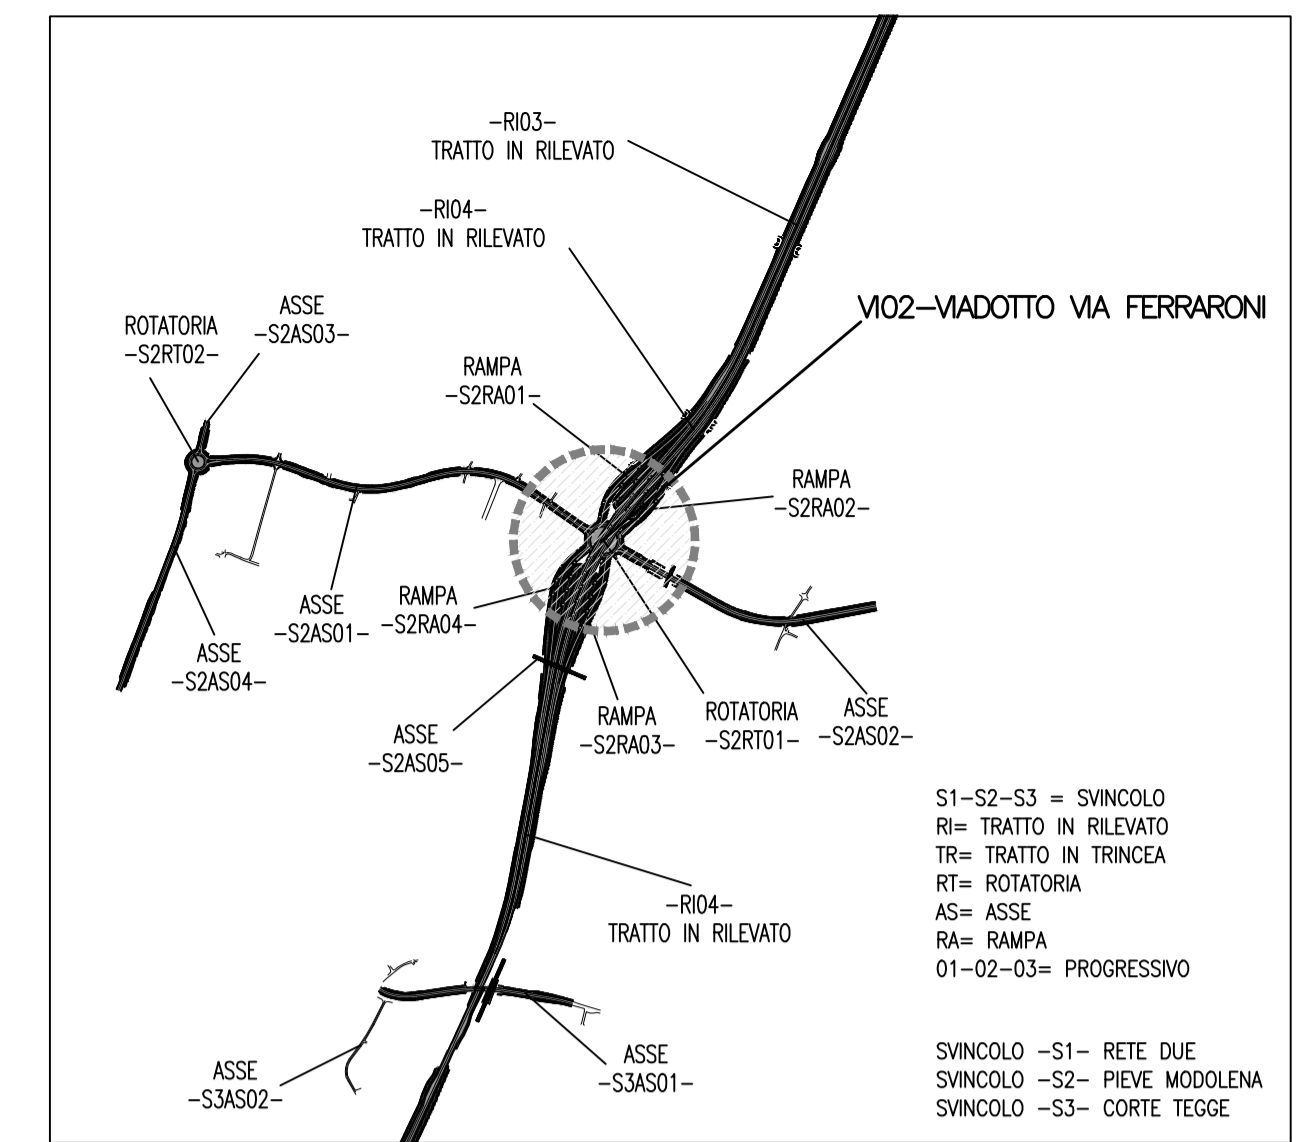 -RI03-
TRATTO IN RILEVATO
-RI04-
TRATTO IN RILEVATO
ASSE
-S2AS03-
ROTATORIA
-S2RT02-
VI02-VIADOTTO VIA FERRARONI
RAMPA
-S2RA01-
RAMPA
-S2RA02-
ASSE
-S2AS01-
RAMPA
-S2RA04-
ASSE
-S2AS04-
ASSE
-S2AS05-
RAMPA
-S2RA03-
ROTATORIA
-S2RT01-
ASSE
-S2AS02-
S1-S2-S3 = SVINCOLO
RI= TRATTO IN RILEVATO
TR= TRATTO IN TRINCEA
RT= ROTATORIA
AS= ASSE
RA= RAMPA
01-02-03= PROGRESSIVO
-RI04-
TRATTO IN RILEVATO
ASSE
-S3AS02-
ASSE
-S3AS01-
SVINCOLO -S1- RETE DUE
SVINCOLO -S2- PIEVE MODOLENA
SVINCOLO -S3- CORTE TEGGE